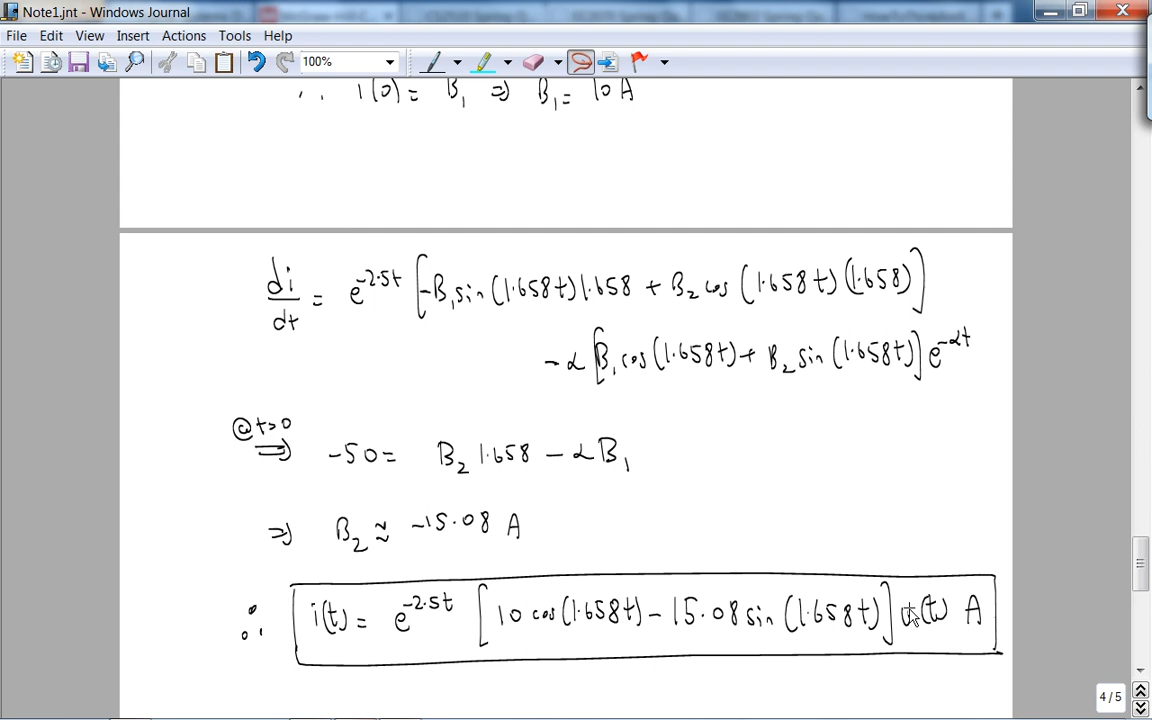 Note1.jnt - Windows Journal
File Edit View Insert Actions Tools Help
100%
∴ i(0) = B₁ ⇒ B₁ = 10 A
di/dt = e^-2.5t [-B₁ sin(1.658t)1.658 + B₂ cos (1.658t)(1.658)]
- α [B₁ cos(1.658t) + B₂ sin(1.658t)] e^-αt
@ t=0
⇒ -50 = B₂ 1.658 - αB₁
⇒ B₂ ≈ -15.08 A
∴ i(t) = e^-2.5t [10 cos(1.658t) - 15.08 sin(1.658t)] u(t) A
4/5